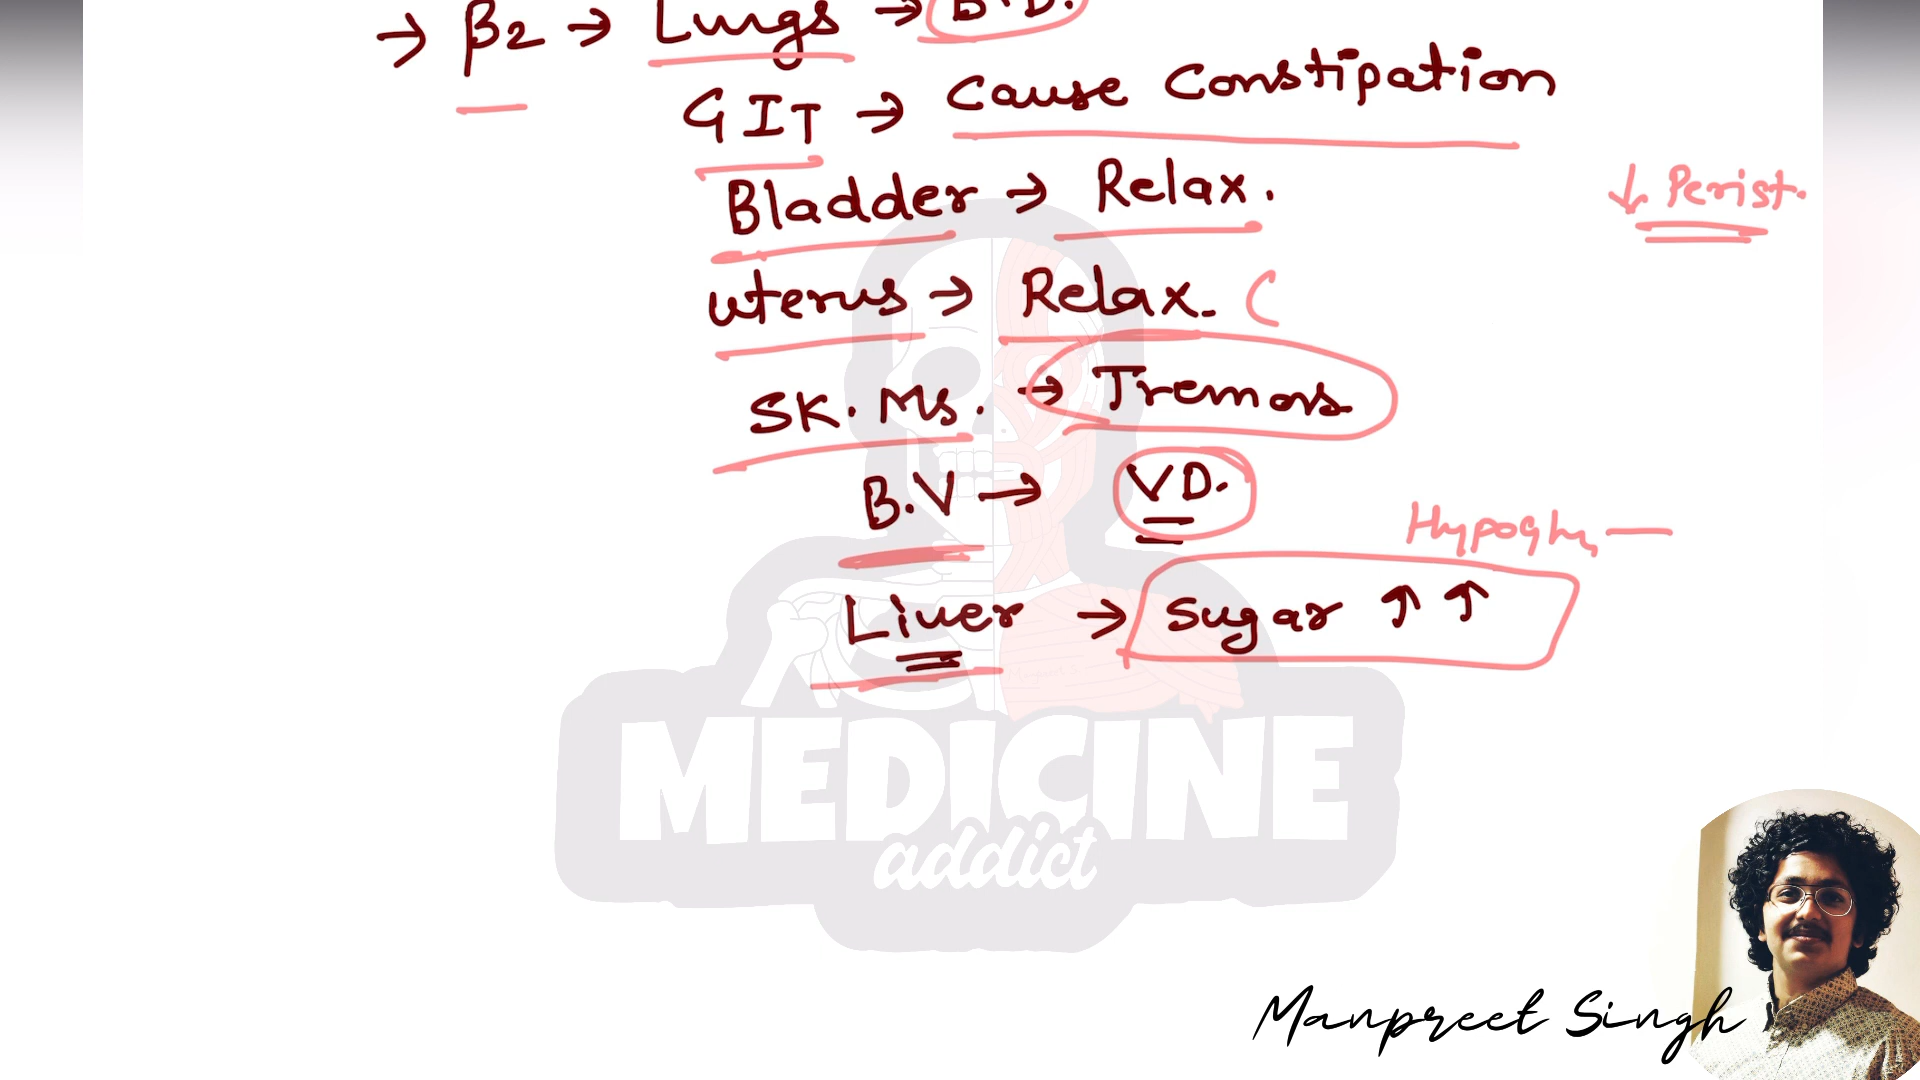 → β2 → Lungs → B.D.
GIT → Cause Constipation
↓ Perist.
Bladder → Relax.
uterus → Relax. (
SK. Ms. → Tremors
B.V → VD.
Hypogly —
Liver → Sugar ↑ ↑
MEDICINE
addict
Manpreet Singh